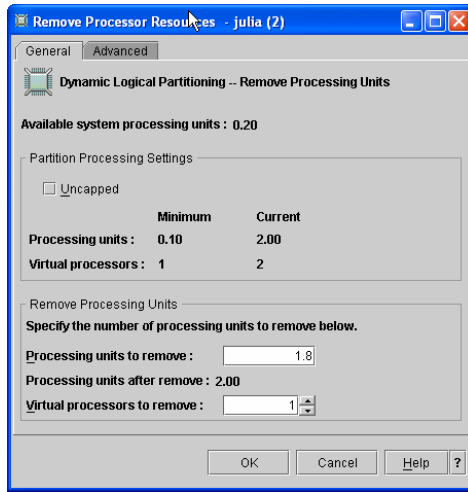 Remove Processor Resources - julia (2)
General Advanced
Dynamic Logical Partitioning -- Remove Processing Units
Available system processing units : 0.20
Partition Processing Settings
Uncapped
Minimum Current
Processing units : 0.10 2.00
Virtual processors : 1 2
Remove Processing Units
Specify the number of processing units to remove below.
Processing units to remove : 1.8
Processing units after remove : 2.00
Virtual processors to remove : 1
OK Cancel Help ?